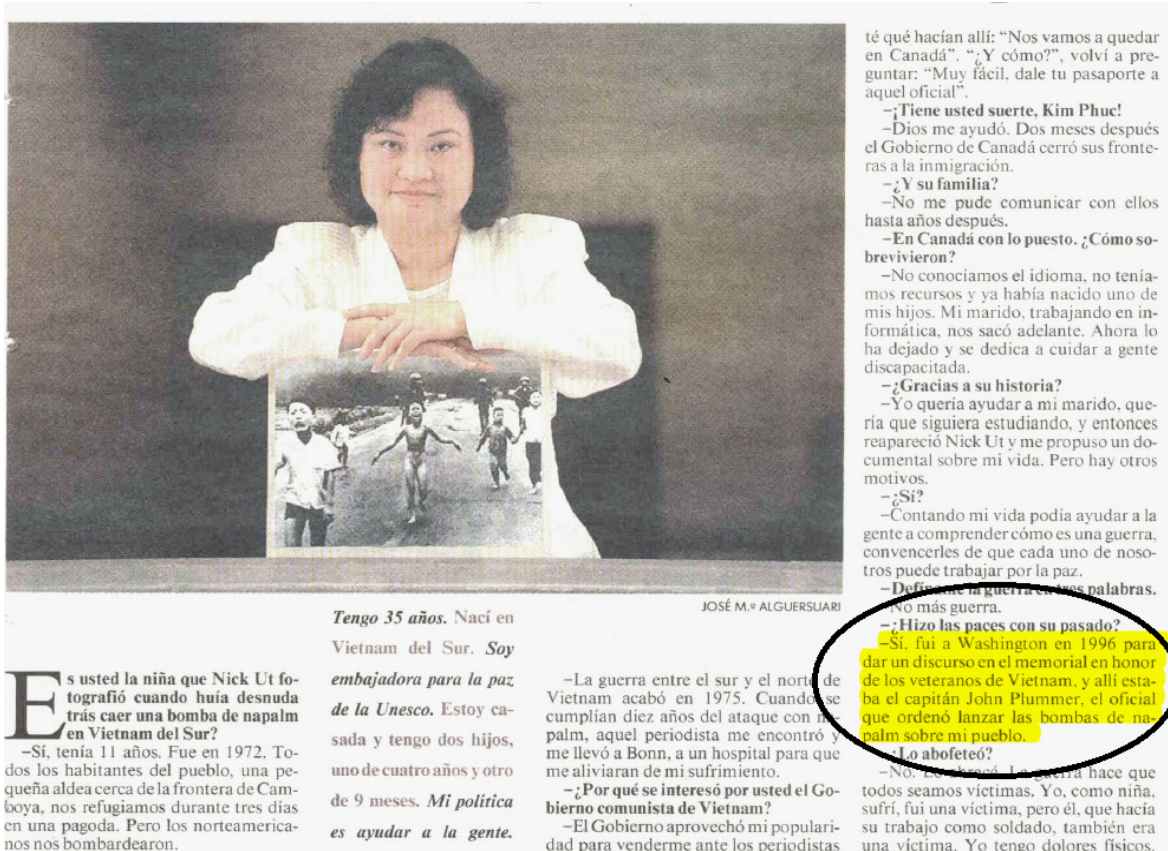 JOSÉ M.ª ALGUERSUARI
Es usted la niña que Nick Ut fo-
tografió cuando huía desnuda
trás caer una bomba de napalm
en Vietnam del Sur?
–Sí, tenía 11 años. Fue en 1972. To-
dos los habitantes del pueblo, una pe-
queña aldea cerca de la frontera de Cam-
boya, nos refugiamos durante tres días
en una pagoda. Pero los norteamerica-
nos nos bombardearon.
Tengo 35 años. Nací en
Vietnam del Sur. Soy
embajadora para la paz
de la Unesco. Estoy ca-
sada y tengo dos hijos,
uno de cuatro años y otro
de 9 meses. Mi política
es ayudar a la gente.
–La guerra entre el sur y el norte de
Vietnam acabó en 1975. Cuando se
cumplían diez años del ataque con na-
palm, aquel periodista me encontró y
me llevó a Bonn, a un hospital para que
me aliviaran de mi sufrimiento.
–¿Por qué se interesó por usted el Go-
bierno comunista de Vietnam?
–El Gobierno aprovechó mi populari-
dad para venderme ante los periodistas
té qué hacían allí: “Nos vamos a quedar
en Canadá”. “¿Y cómo?”, volví a pre-
guntar: “Muy fácil, dale tu pasaporte a
aquel oficial”.
–¡Tiene usted suerte, Kim Phuc!
–Dios me ayudó. Dos meses después
el Gobierno de Canadá cerró sus fronte-
ras a la inmigración.
–¿Y su familia?
–No me pude comunicar con ellos
hasta años después.
–En Canadá con lo puesto. ¿Cómo so-
brevivieron?
–No conocíamos el idioma, no tenía-
mos recursos y ya había nacido uno de
mis hijos. Mi marido, trabajando en in-
formática, nos sacó adelante. Ahora lo
ha dejado y se dedica a cuidar a gente
discapacitada.
–¿Gracias a su historia?
–Yo quería ayudar a mi marido, que-
ría que siguiera estudiando, y entonces
reapareció Nick Ut y me propuso un do-
cumental sobre mi vida. Pero hay otros
motivos.
–¿Sí?
–Contando mi vida podía ayudar a la
gente a comprender cómo es una guerra,
convencerles de que cada uno de noso-
tros puede trabajar por la paz.
–Defíname la guerra en tres palabras.
No más guerra.
–¿Hizo las paces con su pasado?
–Sí, fui a Washington en 1996 para
dar un discurso en el memorial en honor
de los veteranos de Vietnam, y allí esta-
ba el capitán John Plummer, el oficial
que ordenó lanzar las bombas de na-
palm sobre mi pueblo.
–¿Lo abofeteó?
–No. Lo abracé. La guerra hace que
todos seamos víctimas. Yo, como niña,
sufrí, fui una víctima, pero él, que hacía
su trabajo como soldado, también era
una víctima. Yo tengo dolores físicos,